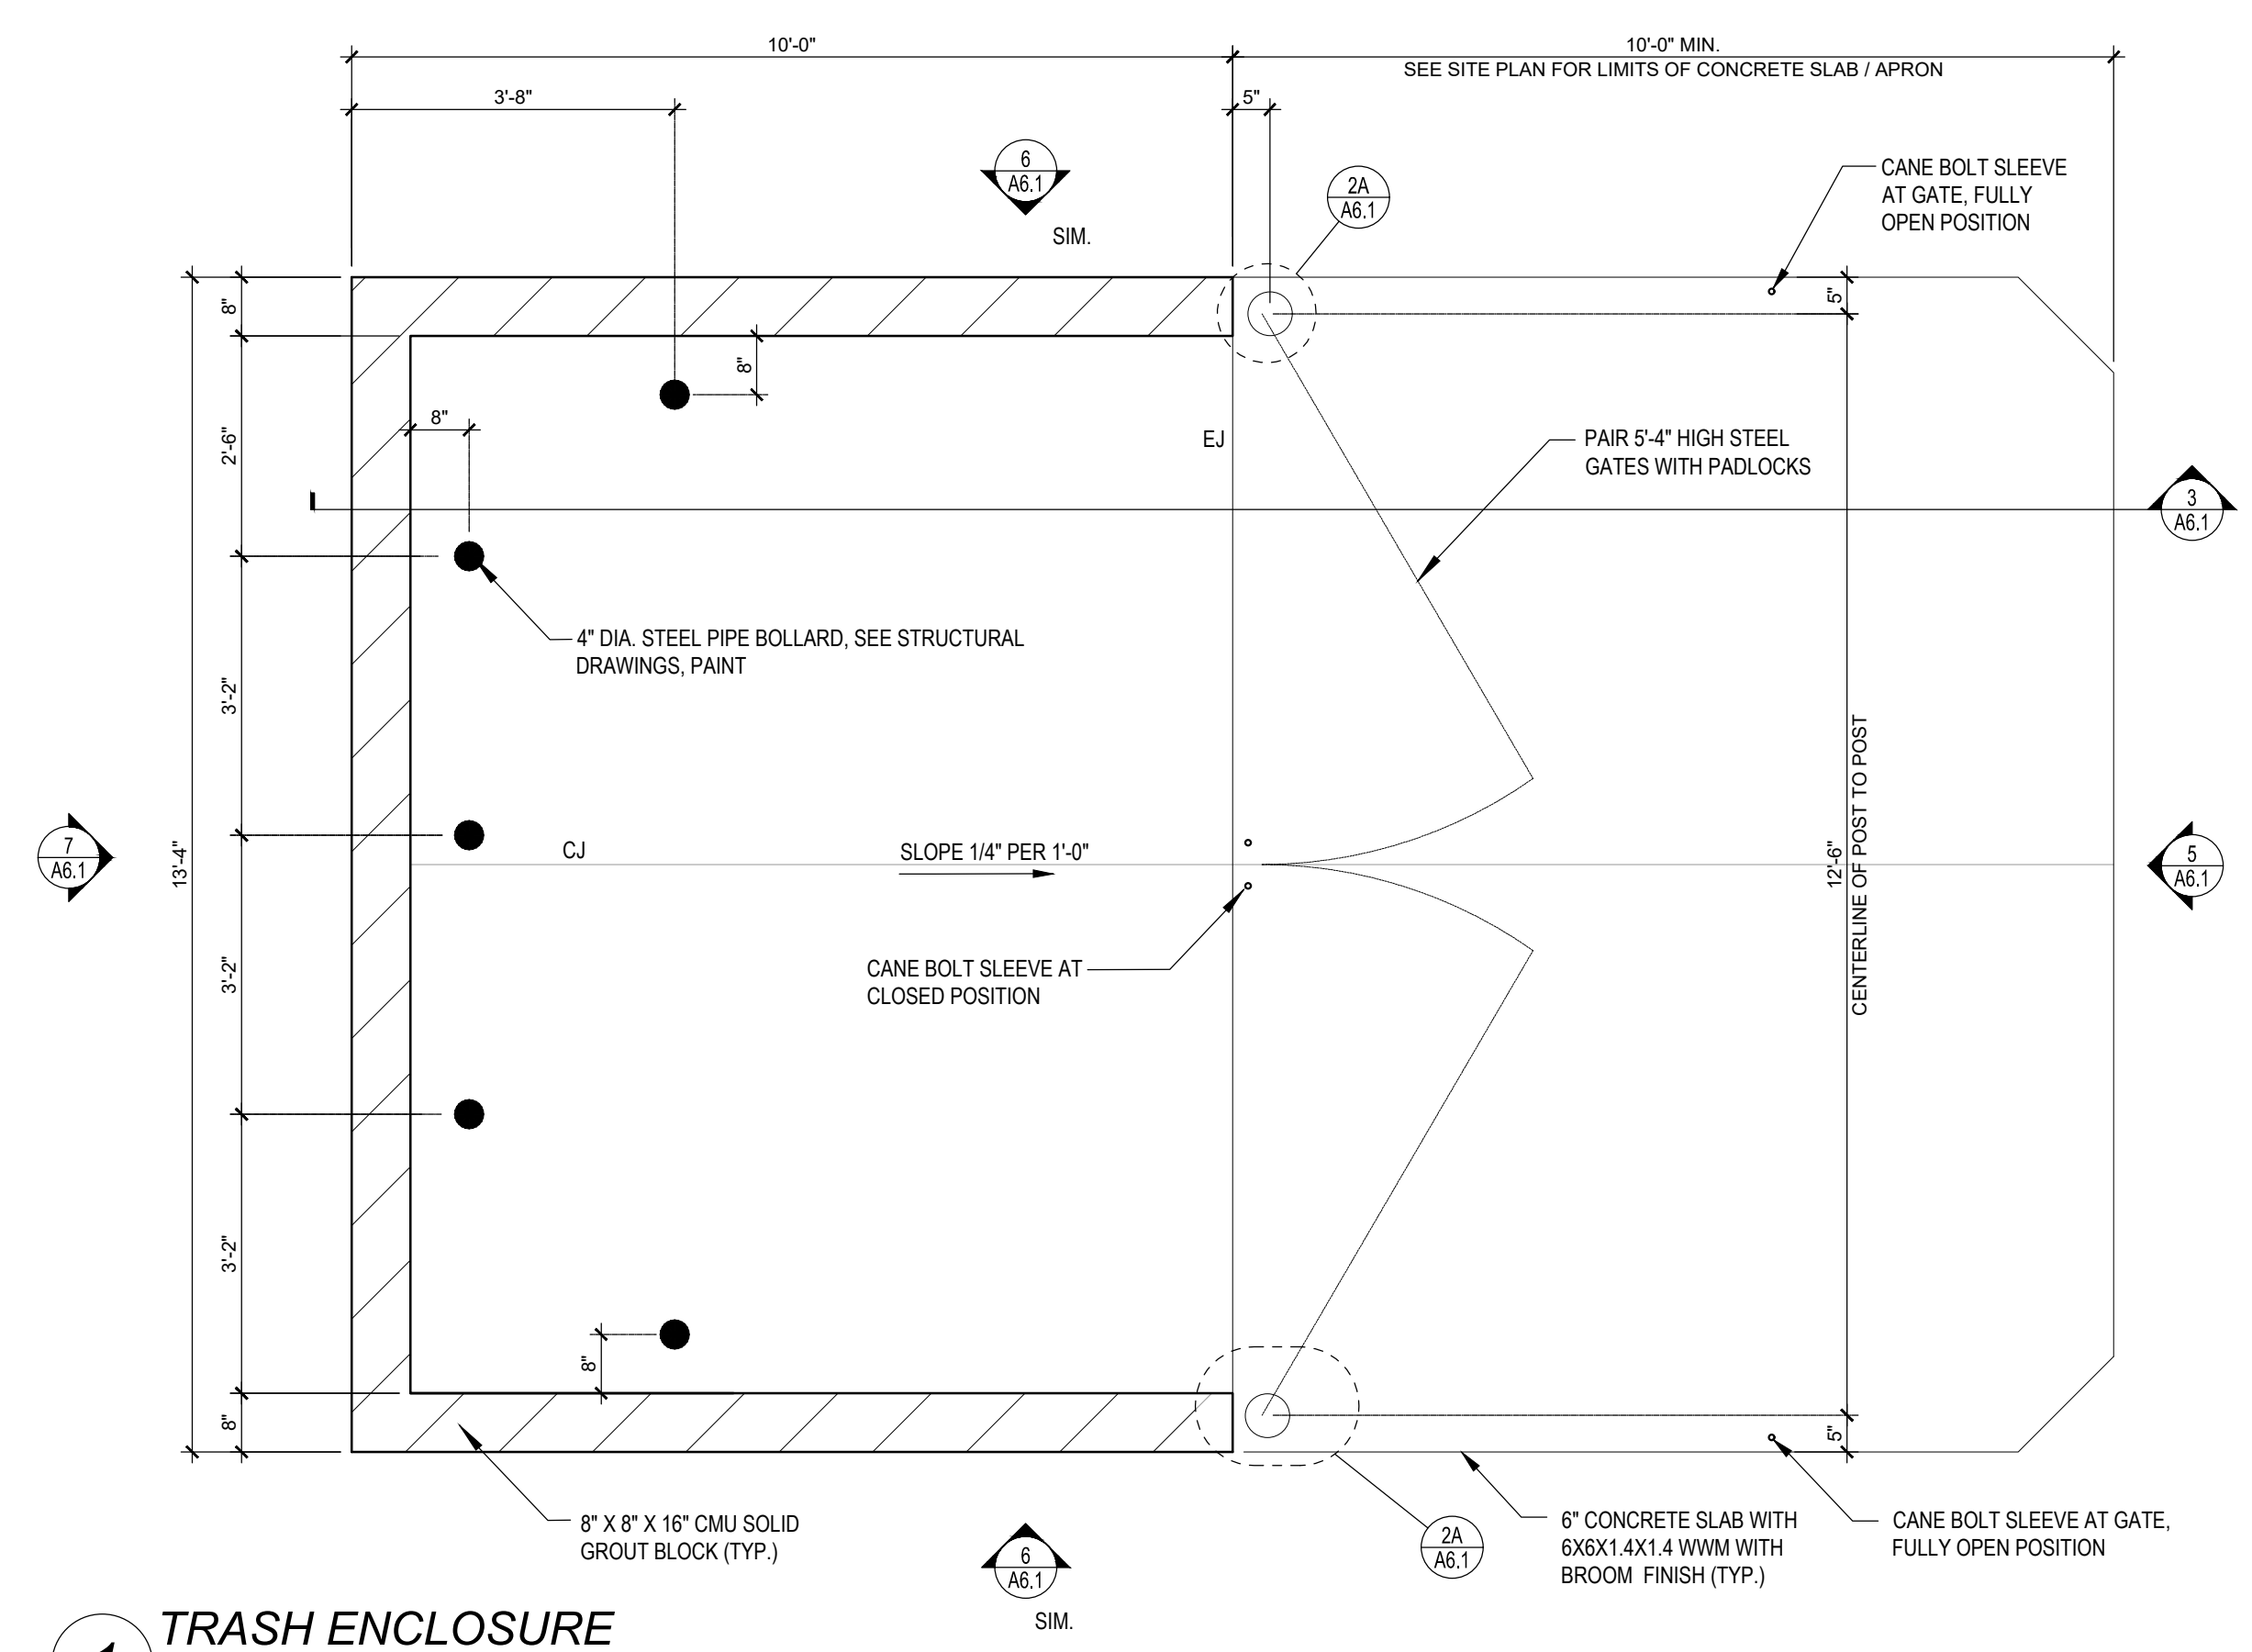 10'-0"
10'-0" MIN.
SEE SITE PLAN FOR LIMITS OF CONCRETE SLAB / APRON
3'-8"
5"
6
A6.1
SIM.
2A
A6.1
CANE BOLT SLEEVE
AT GATE, FULLY
OPEN POSITION
8"
5"
8"
8"
2'-6"
EJ
PAIR 5'-4" HIGH STEEL
GATES WITH PADLOCKS
3
A6.1
4" DIA. STEEL PIPE BOLLARD, SEE STRUCTURAL
DRAWINGS, PAINT
3'-2"
7
A6.1
13'-4"
CJ
SLOPE 1/4" PER 1'-0"
12'-6"
CENTERLINE OF POST TO POST
5
A6.1
CANE BOLT SLEEVE AT
CLOSED POSITION
3'-2"
3'-2"
8"
8"
5"
8" X 8" X 16" CMU SOLID
GROUT BLOCK (TYP.)
6
A6.1
SIM.
2A
A6.1
6" CONCRETE SLAB WITH
6X6X1.4X1.4 WWM WITH
BROOM FINISH (TYP.)
CANE BOLT SLEEVE AT GATE,
FULLY OPEN POSITION
TRASH ENCLOSURE